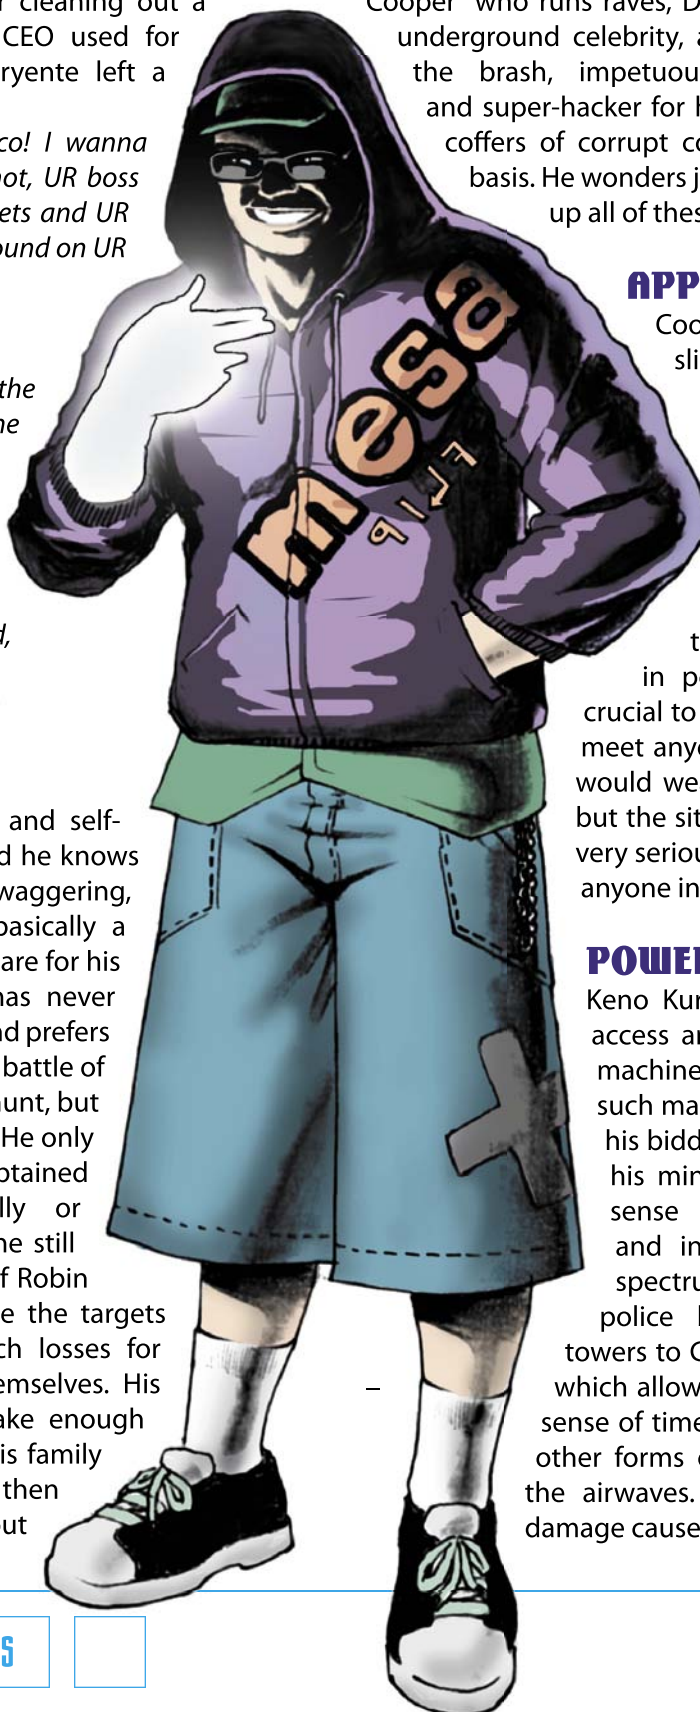 r cleaning out a
CEO used for
ryente left a
co! I wanna
not, UR boss
ets and UR
ound on UR
the
ne
d,
and self-
d he knows
waggering,
basically a
are for his
has never
nd prefers
battle of
unt, but
He only
btained
lly or
he still
f Robin
e the targets
ch losses for
emselves. His
ake enough
is family
then
out
S
mesa
Cooper" who runs raves, D
underground celebrity, a
the brash, impetuou
and super-hacker for h
coffers of corrupt co
basis. He wonders j
up all of thes
APP
Coo
sli
t
in pe
crucial to
meet anyo
would we
but the sit
very seriou
anyone in
POWE
Keno Kur
access an
machine
such ma
his bidd
his min
sense
and in
spectru
police
towers to C
which allow
sense of time
other forms
the airwaves.
damage cause
–